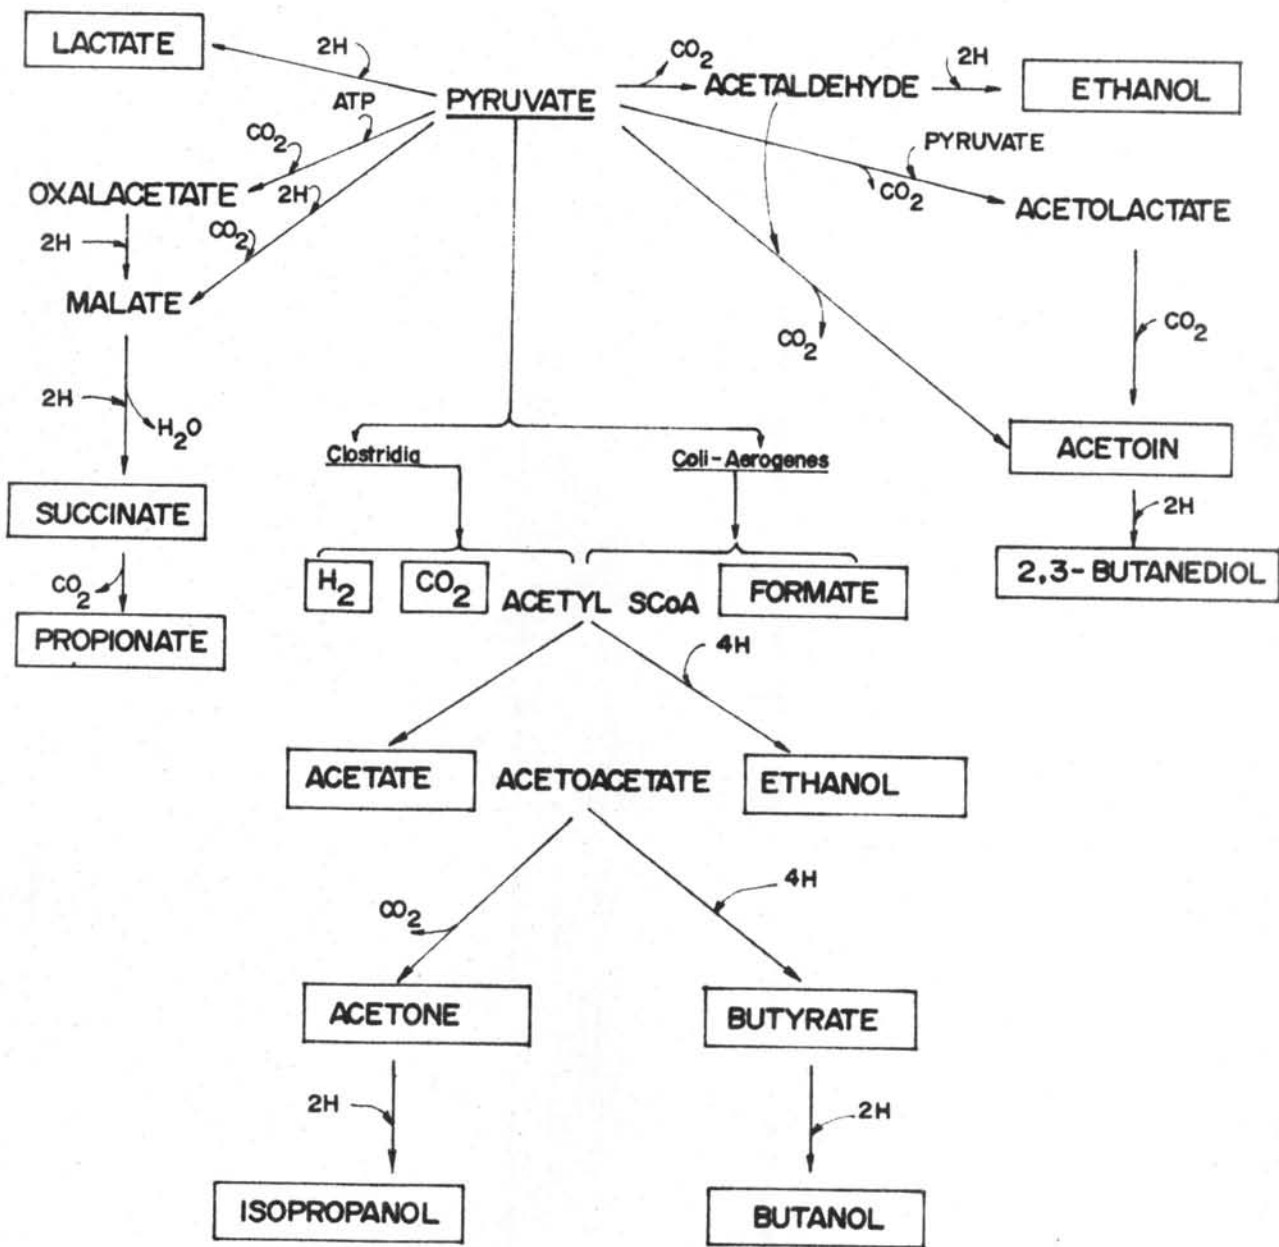 LACTATE
2H
CO2
2H
ATP
PYRUVATE
ACETALDEHYDE
ETHANOL
CO2
PYRUVATE
OXALACETATE
2H
CO2
ACETOLACTATE
2H
CO2
MALATE
CO2
CO2
2H
H2O
Clostridia
Coli-Aerogenes
ACETOIN
SUCCINATE
2H
CO2
H2
CO2
ACETYL SCoA
FORMATE
2,3-BUTANEDIOL
PROPIONATE
4H
ACETATE
ACETOACETATE
ETHANOL
CO2
4H
ACETONE
BUTYRATE
2H
2H
ISOPROPANOL
BUTANOL